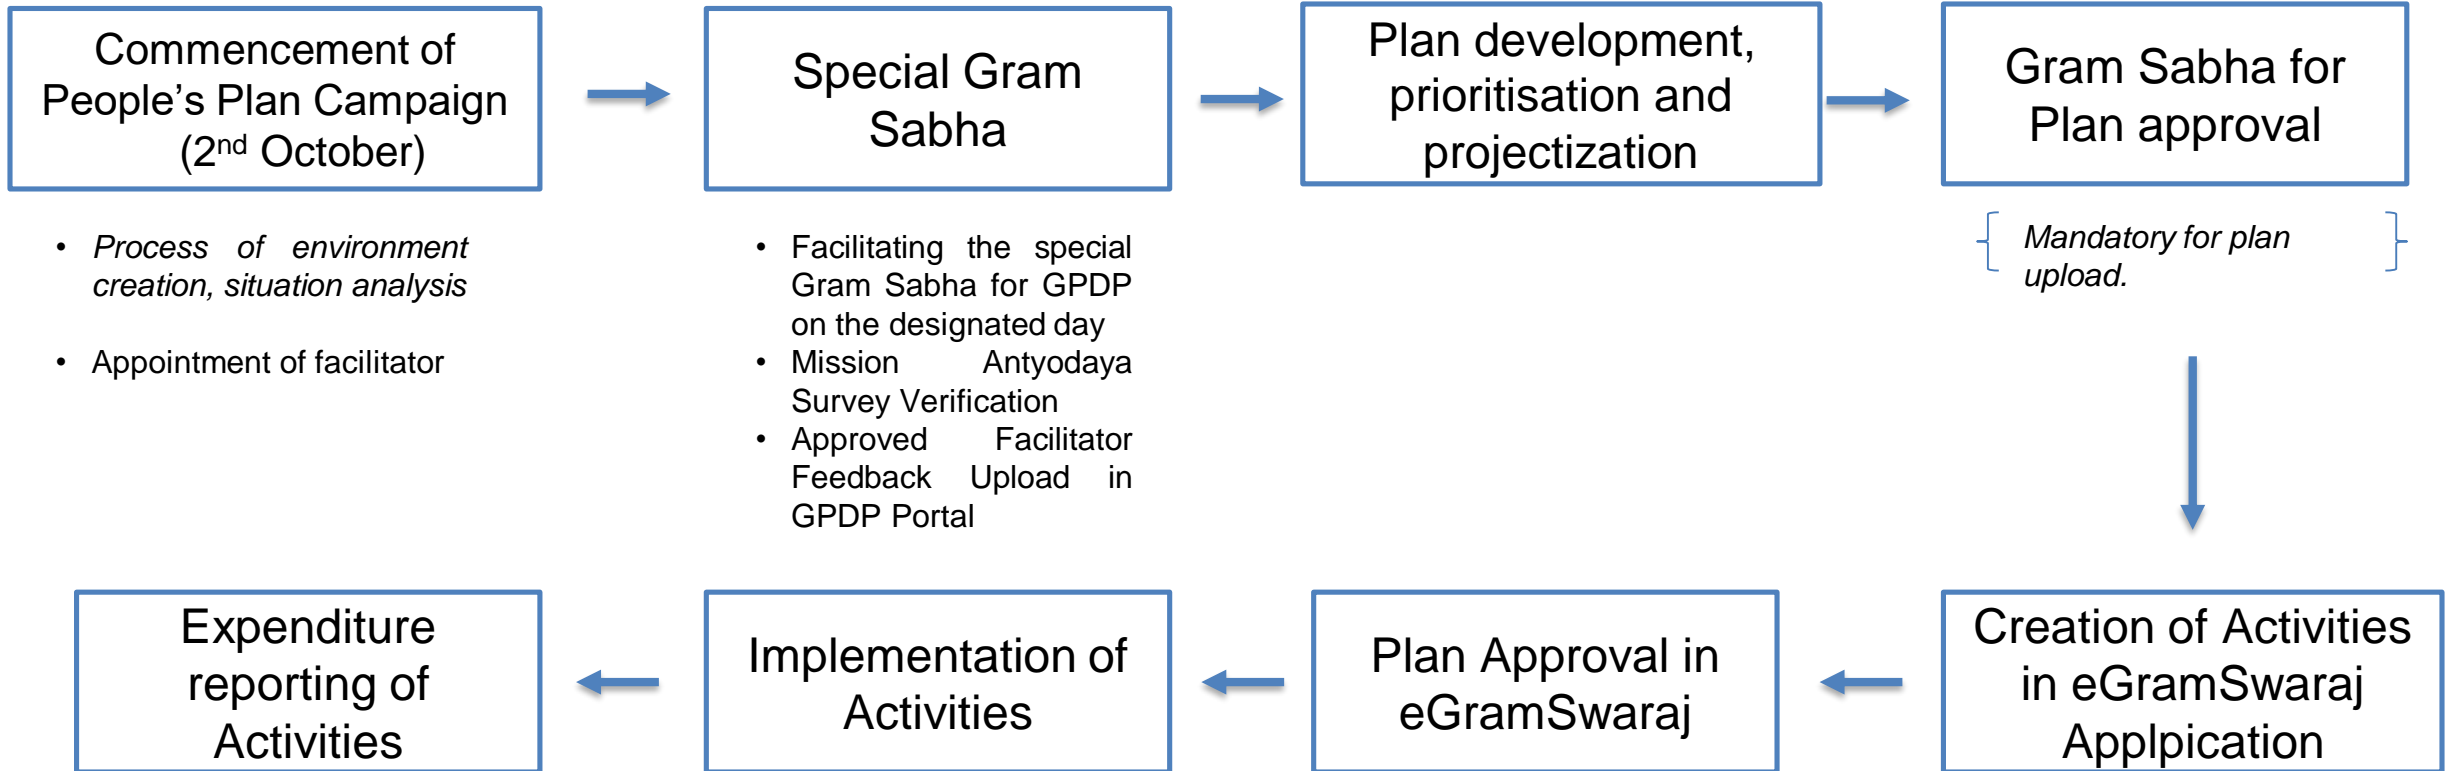 Commencement of
People’s Plan Campaign
(2nd October)
• Process of environment
creation, situation analysis
• Appointment of facilitator
Special Gram
Sabha
• Facilitating the special
Gram Sabha for GPDP
on the designated day
• Mission Antyodaya
Survey Verification
• Approved Facilitator
Feedback Upload in
GPDP Portal
Plan development,
prioritisation and
projectization
Gram Sabha for
Plan approval
Mandatory for plan
upload.
Creation of Activities
in eGramSwaraj
Applpication
Plan Approval in
eGramSwaraj
Implementation of
Activities
Expenditure
reporting of
Activities